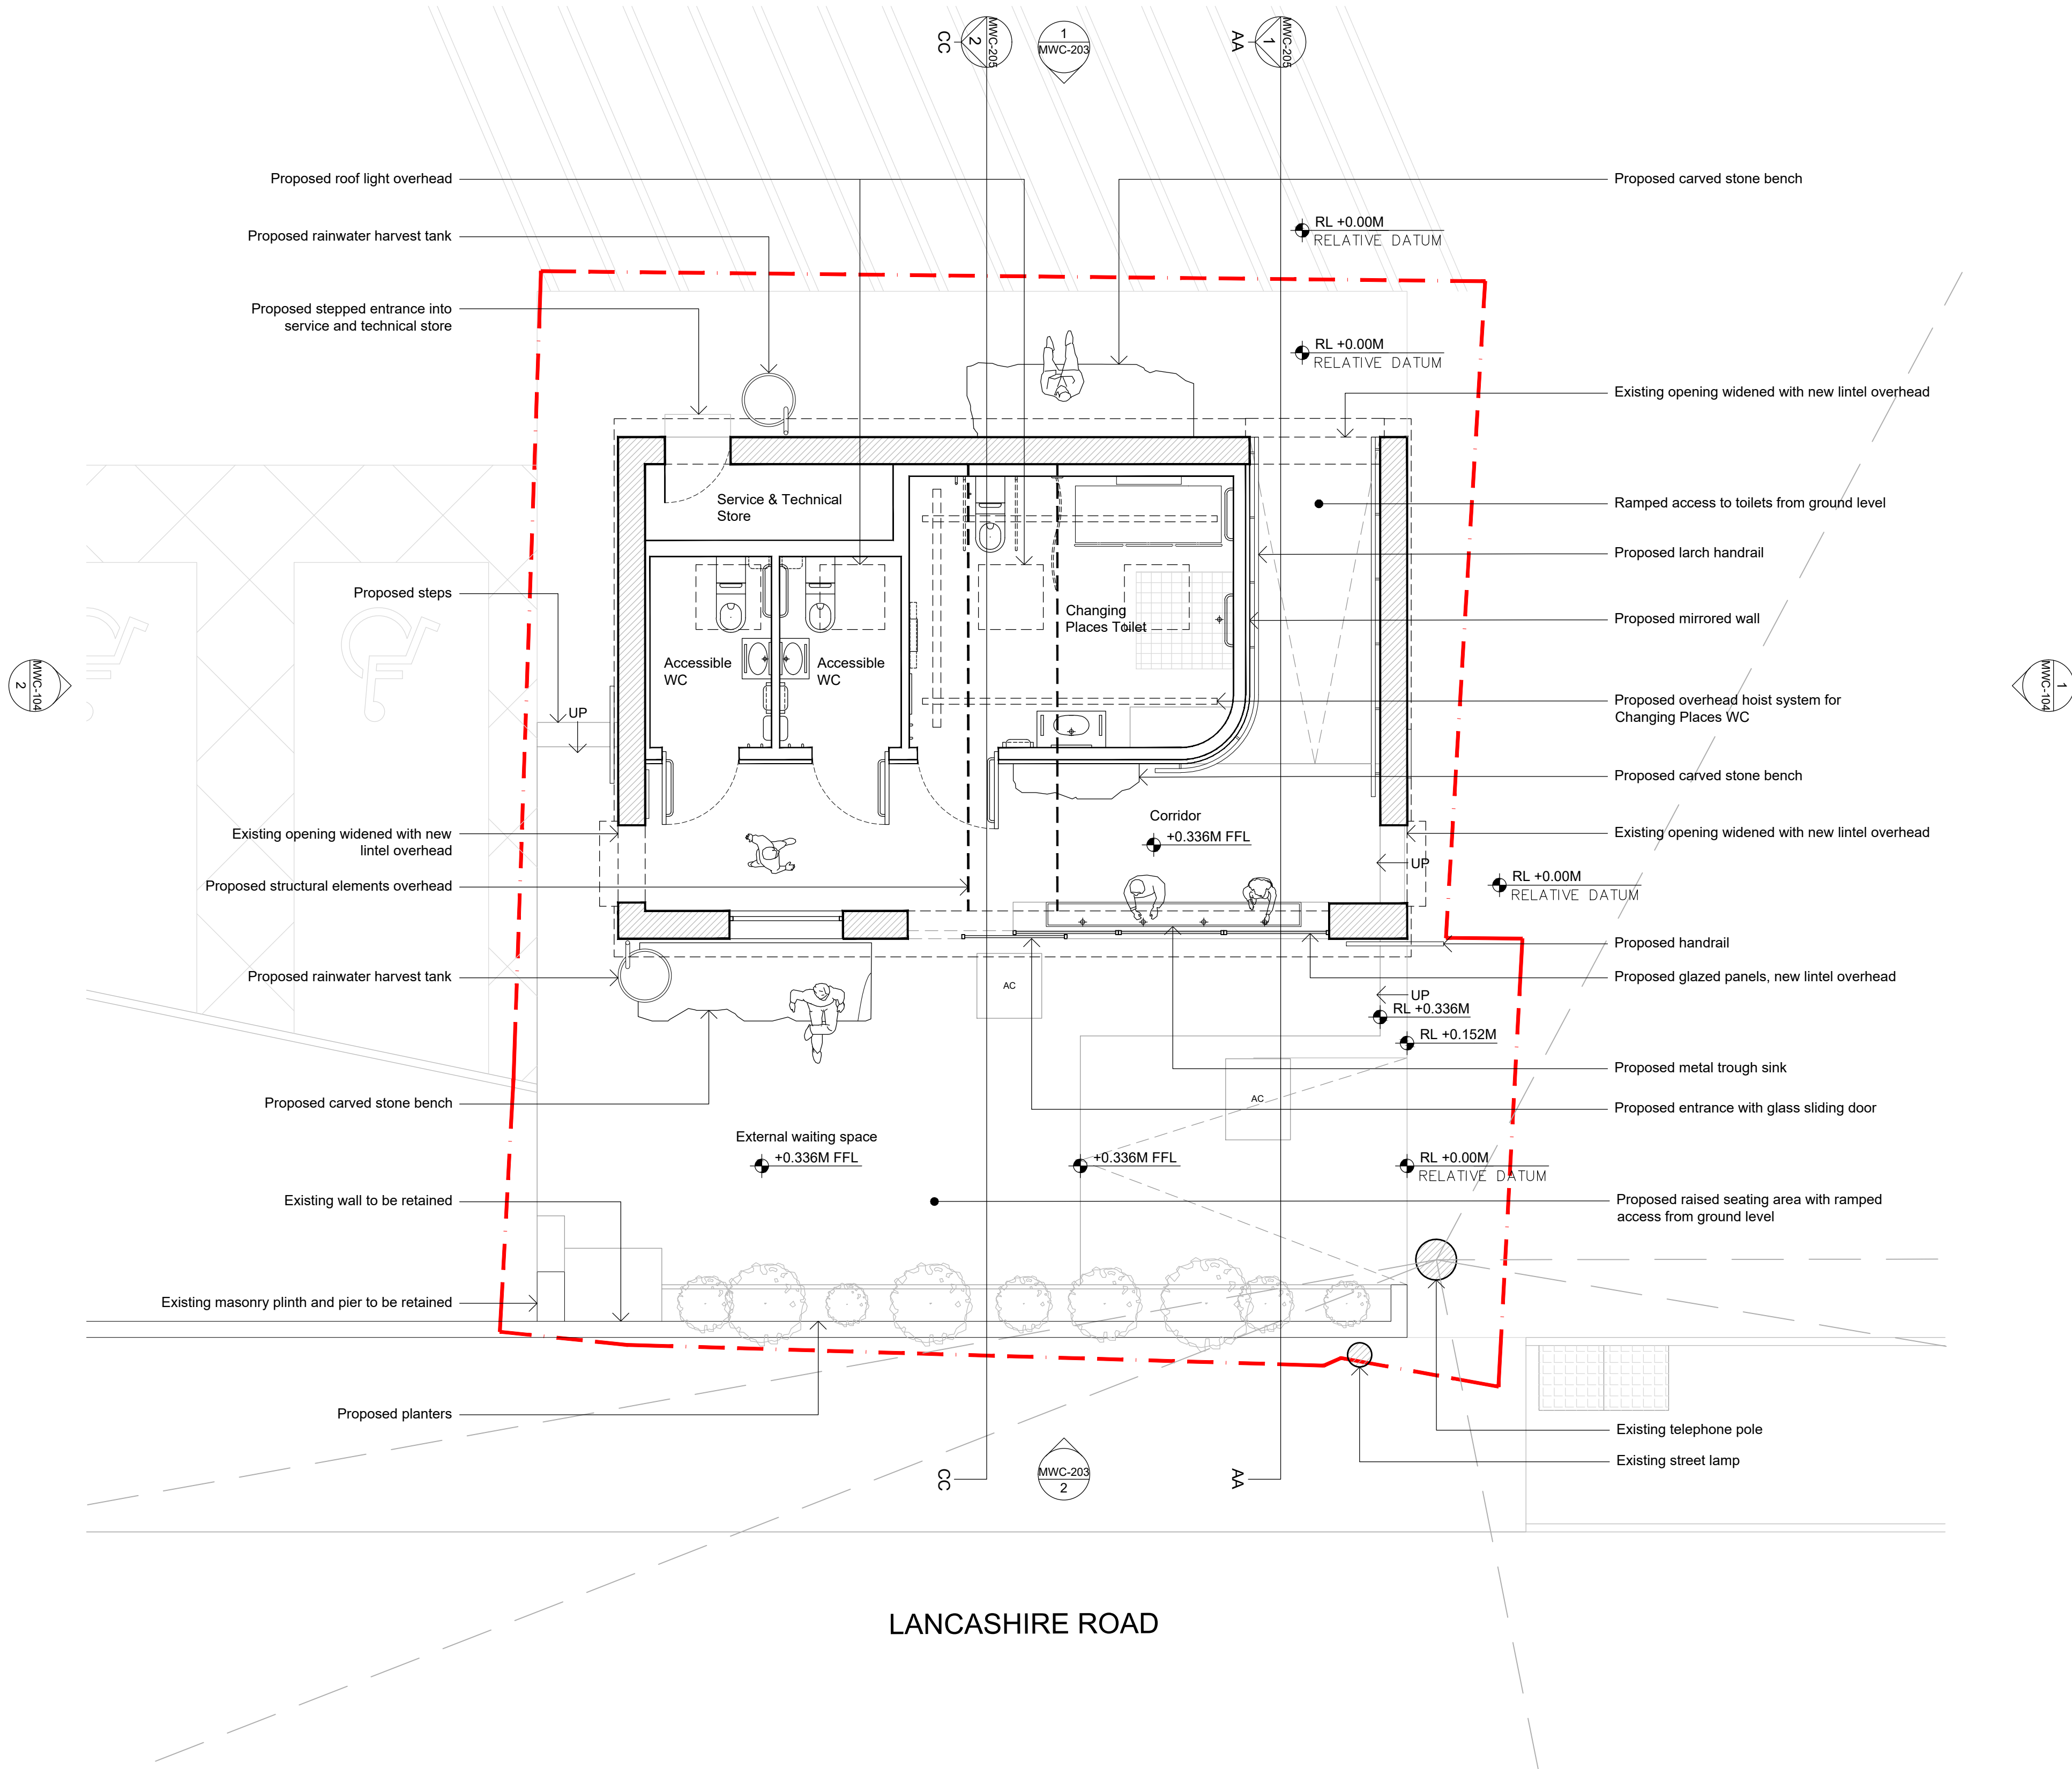 CC
MWC-205
2
1
MWC-203
AA
MWC-205
1
Proposed roof light overhead
Proposed carved stone bench
RL +0.00M
RELATIVE DATUM
Proposed rainwater harvest tank
Proposed stepped entrance into
service and technical store
RL +0.00M
RELATIVE DATUM
Existing opening widened with new lintel overhead
Service & Technical
Store
Ramped access to toilets from ground level
Proposed larch handrail
Proposed steps
Changing
Places Toilet
Proposed mirrored wall
Accessible
WC
Accessible
WC
MWC-104
2
1
MWC-104
UP
Proposed overhead hoist system for
Changing Places WC
Proposed carved stone bench
Corridor
+0.336M FFL
Existing opening widened with new
lintel overhead
Existing opening widened with new lintel overhead
UP
RL +0.00M
RELATIVE DATUM
Proposed structural elements overhead
Proposed handrail
Proposed rainwater harvest tank
Proposed glazed panels, new lintel overhead
AC
UP
RL +0.336M
RL +0.152M
Proposed metal trough sink
Proposed carved stone bench
AC
Proposed entrance with glass sliding door
External waiting space
+0.336M FFL
+0.336M FFL
RL +0.00M
RELATIVE DATUM
Existing wall to be retained
Proposed raised seating area with ramped
access from ground level
Existing masonry plinth and pier to be retained
Proposed planters
Existing telephone pole
Existing street lamp
CC
MWC-203
2
AA
LANCASHIRE ROAD